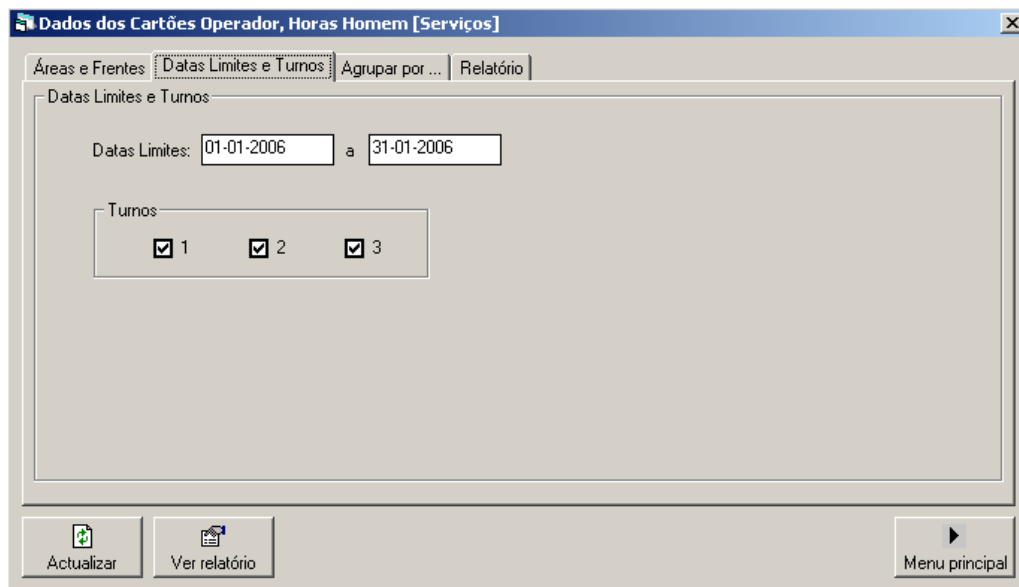 Dados dos Cartões Operador, Horas Homem [Serviços]
Áreas e Frentes Datas Limites e Turnos Agrupar por ... Relatório
Datas Limites e Turnos
Datas Limites: 01-01-2006 a 31-01-2006
Turnos
1 2 3
Actualizar Ver relatório Menu principal